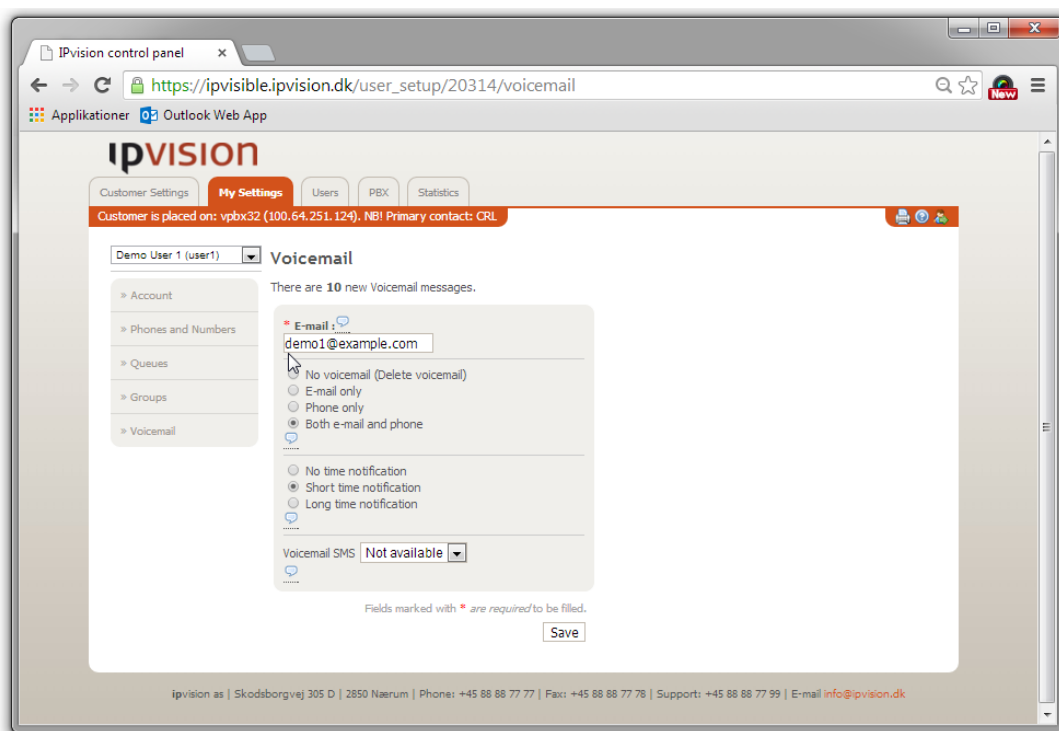 IPvision control panel
https://ipvisible.ipvision.dk/user_setup/20314/voicemail
New
Applikationer Outlook Web App
ipvision
Customer Settings My Settings Users PBX Statistics
Customer is placed on: vpbx32 (100.64.251.124). NB! Primary contact: CRL
Demo User 1 (user1)
Voicemail
There are 10 new Voicemail messages.
» Account
» Phones and Numbers
» Queues
» Groups
» Voicemail
* E-mail :
demo1@example.com
No voicemail (Delete voicemail)
E-mail only
Phone only
Both e-mail and phone
No time notification
Short time notification
Long time notification
Voicemail SMS Not available
Fields marked with * are required to be filled.
Save
ipvision as | Skodsborgvej 305 D | 2850 Nærum | Phone: +45 88 88 77 77 | Fax: +45 88 88 77 78 | Support: +45 88 88 77 99 | E-mail info@ipvision.dk